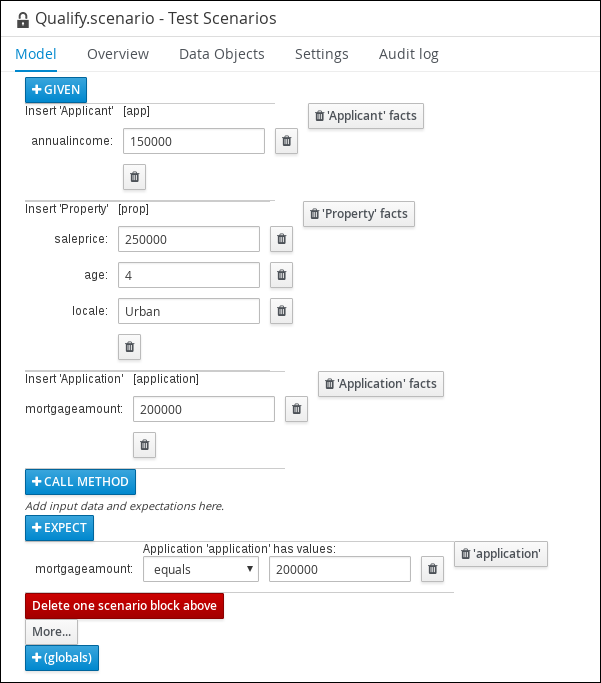 Qualify.scenario - Test Scenarios
Model Overview Data Objects Settings Audit log
+ GIVEN
Insert 'Applicant' [app] 'Applicant' facts
annualincome: 150000
Insert 'Property' [prop] 'Property' facts
saleprice: 250000
age: 4
locale: Urban
Insert 'Application' [application] 'Application' facts
mortgageamount: 200000
+ CALL METHOD
Add input data and expectations here.
+ EXPECT
Application 'application' has values: 'application'
mortgageamount: equals 200000
Delete one scenario block above
More...
+ (globals)